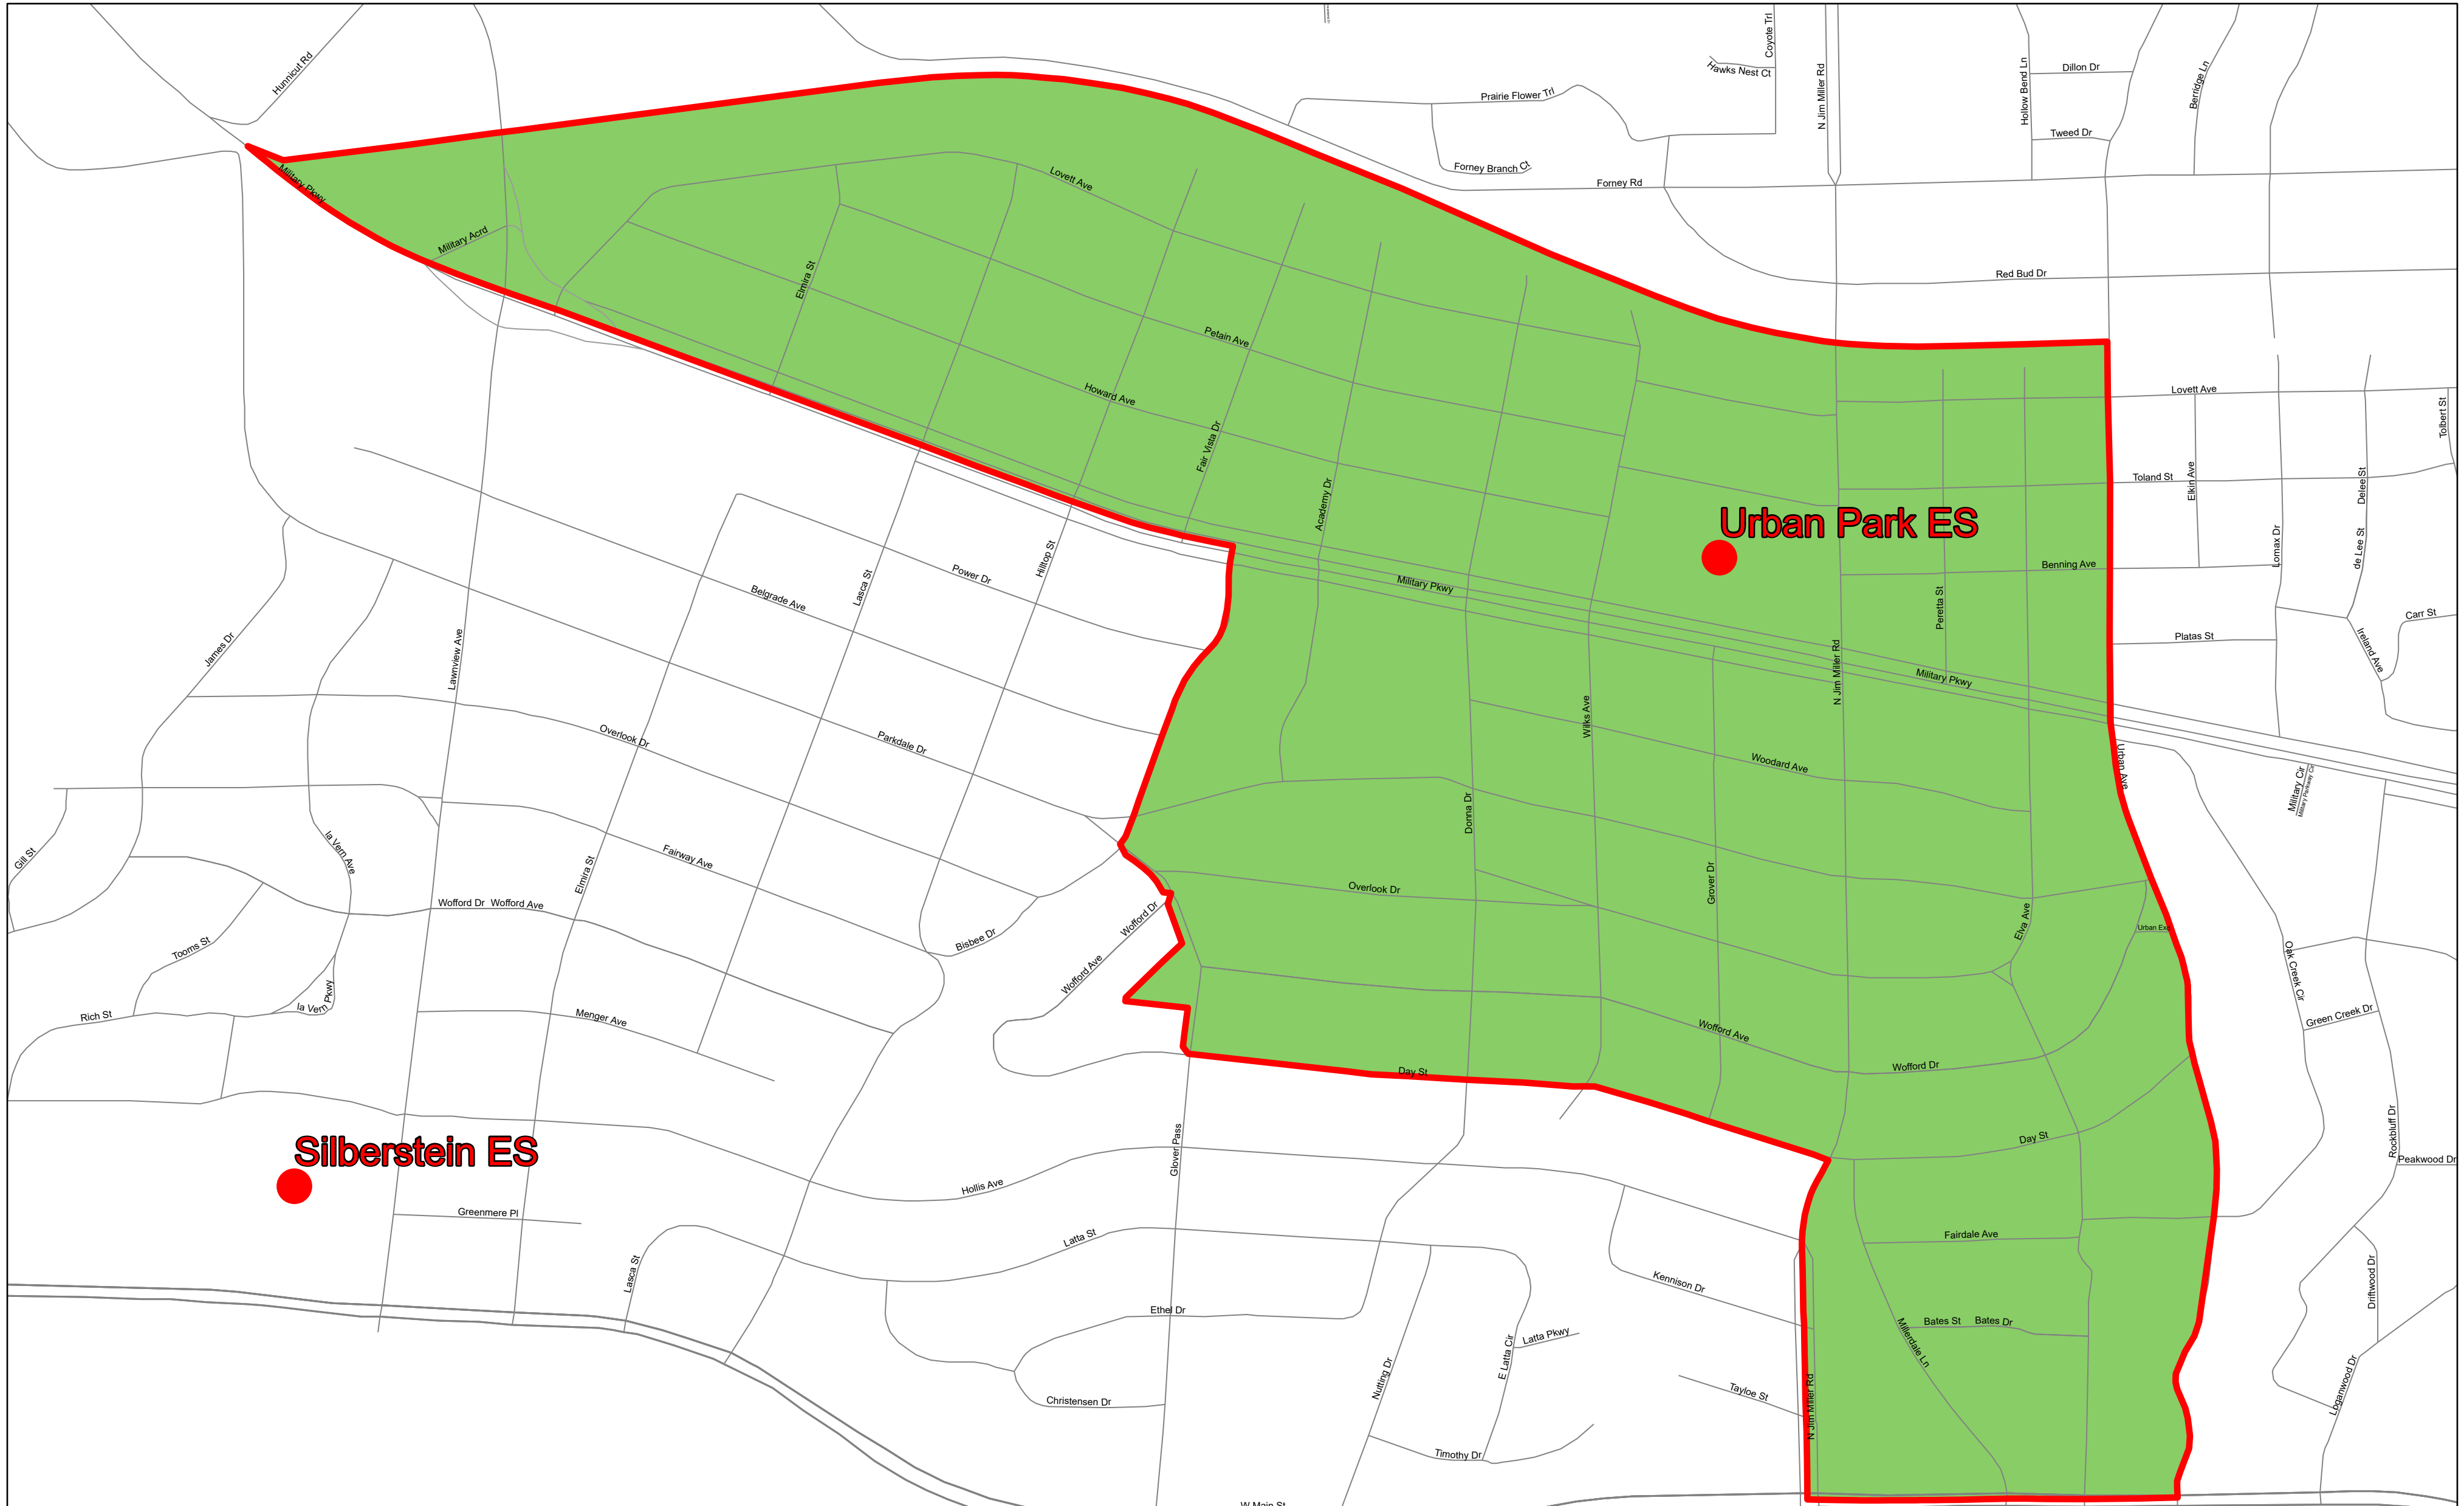 Hunnicut Rd
Coyote Trl
Hawks Nest Ct
N Jim Miller Rd
Hollow Bend Ln
Dillon Dr
Berridge Ln
Prairie Flower Trl
Tweed Dr
Forney Branch Ct
Forney Rd
Military Pkwy
Lovett Ave
Military Acrd
Elmira St
Red Bud Dr
Petain Ave
Howard Ave
Lovett Ave
Tolbert St
Fair Vista Dr
Academy Dr
Toland St
Elkin Ave
Delee St
Urban Park ES
Lomax Dr
de Lee St
Hilltop St
Lasca St
Power Dr
Belgrade Ave
Military Pkwy
Benning Ave
Peretta St
Carr St
Platas St
Ireland Ave
James Dr
Lawnview Ave
N Jim Miller Rd
Military Pkwy
Wilks Ave
Overlook Dr
Parkdale Dr
Woodard Ave
Urban Ave
Military Cir
Military Parkway Cir
Donna Dr
Gill St
la Vern Ave
Fairway Ave
Elmira St
Overlook Dr
Grover Dr
Wofford Dr
Wofford Ave
Wofford Dr
Elva Ave
Bisbee Dr
Tooms St
Wofford Ave
Oak Creek Cir
la Vern Pkwy
Rich St
Menger Ave
Green Creek Dr
Wofford Ave
Wofford Dr
Day St
Rockbluff Dr
Day St
Silberstein ES
Glover Pass
Peakwood Dr
Hollis Ave
Greenmere Pl
Latta St
Fairdale Ave
Lasca St
Kennison Dr
Driftwood Dr
Ethel Dr
Bates St
Bates Dr
Millerdale Ln
Latta Pkwy
E Latta Cir
Nutting Dr
Tayloe St
N Jim Miller Rd
Loganwood Dr
Christensen Dr
Timothy Dr
W Main St